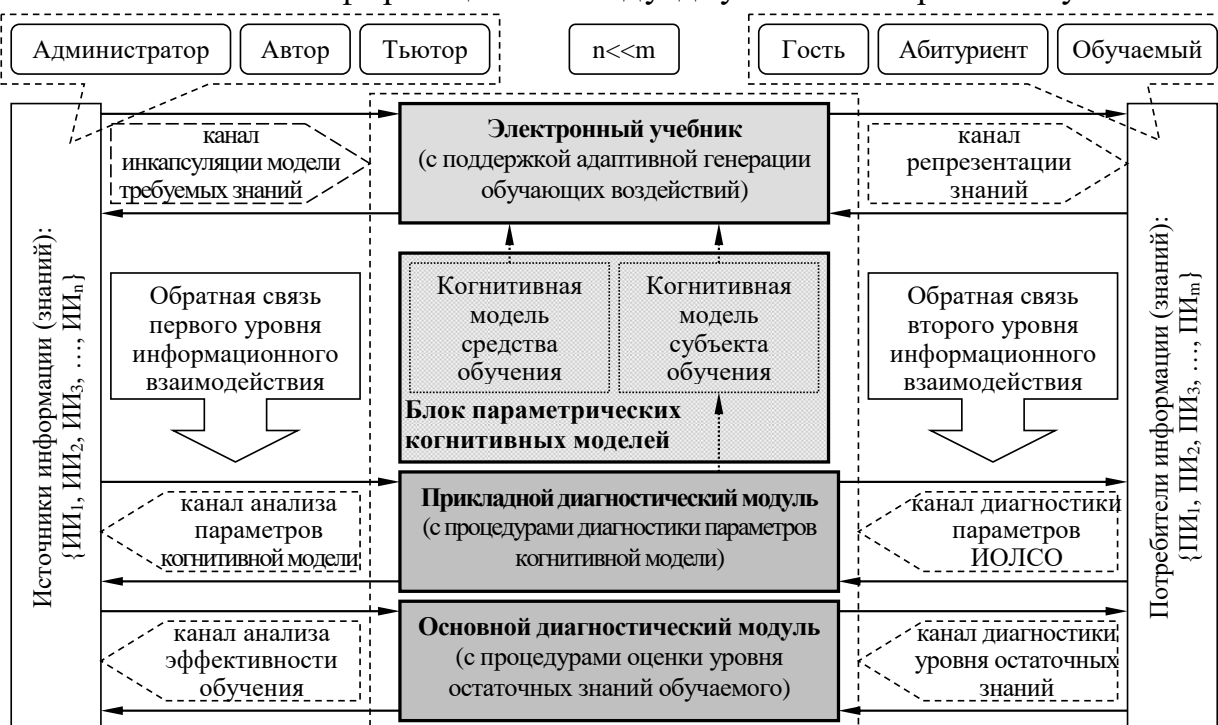 Администратор
Автор
Тьютор
n<<m
Гость
Абитуриент
Обучаемый
Источники информации (знаний):
{ИИ1, ИИ2, ИИ3, …, ИИn}
канал
инкапсуляции модели
требуемых знаний
Электронный учебник
(с поддержкой адаптивной генерации
обучающих воздействий)
канал
репрезентации
знаний
Потребители информации (знаний):
{ПИ1, ПИ2, ПИ3, …, ПИm}
Обратная связь
первого уровня
информационного
взаимодействия
Когнитивная
модель
средства
обучения
Когнитивная
модель
субъекта
обучения
Блок параметрических
когнитивных моделей
Обратная связь
второго уровня
информационного
взаимодействия
канал анализа
параметров
когнитивной модели
Прикладной диагностический модуль
(с процедурами диагностики параметров
когнитивной модели)
канал диагностики
параметров
ИОЛСО
канал анализа
эффективности
обучения
Основной диагностический модуль
(с процедурами оценки уровня
остаточных знаний обучаемого)
канал диагностики
уровня остаточных
знаний